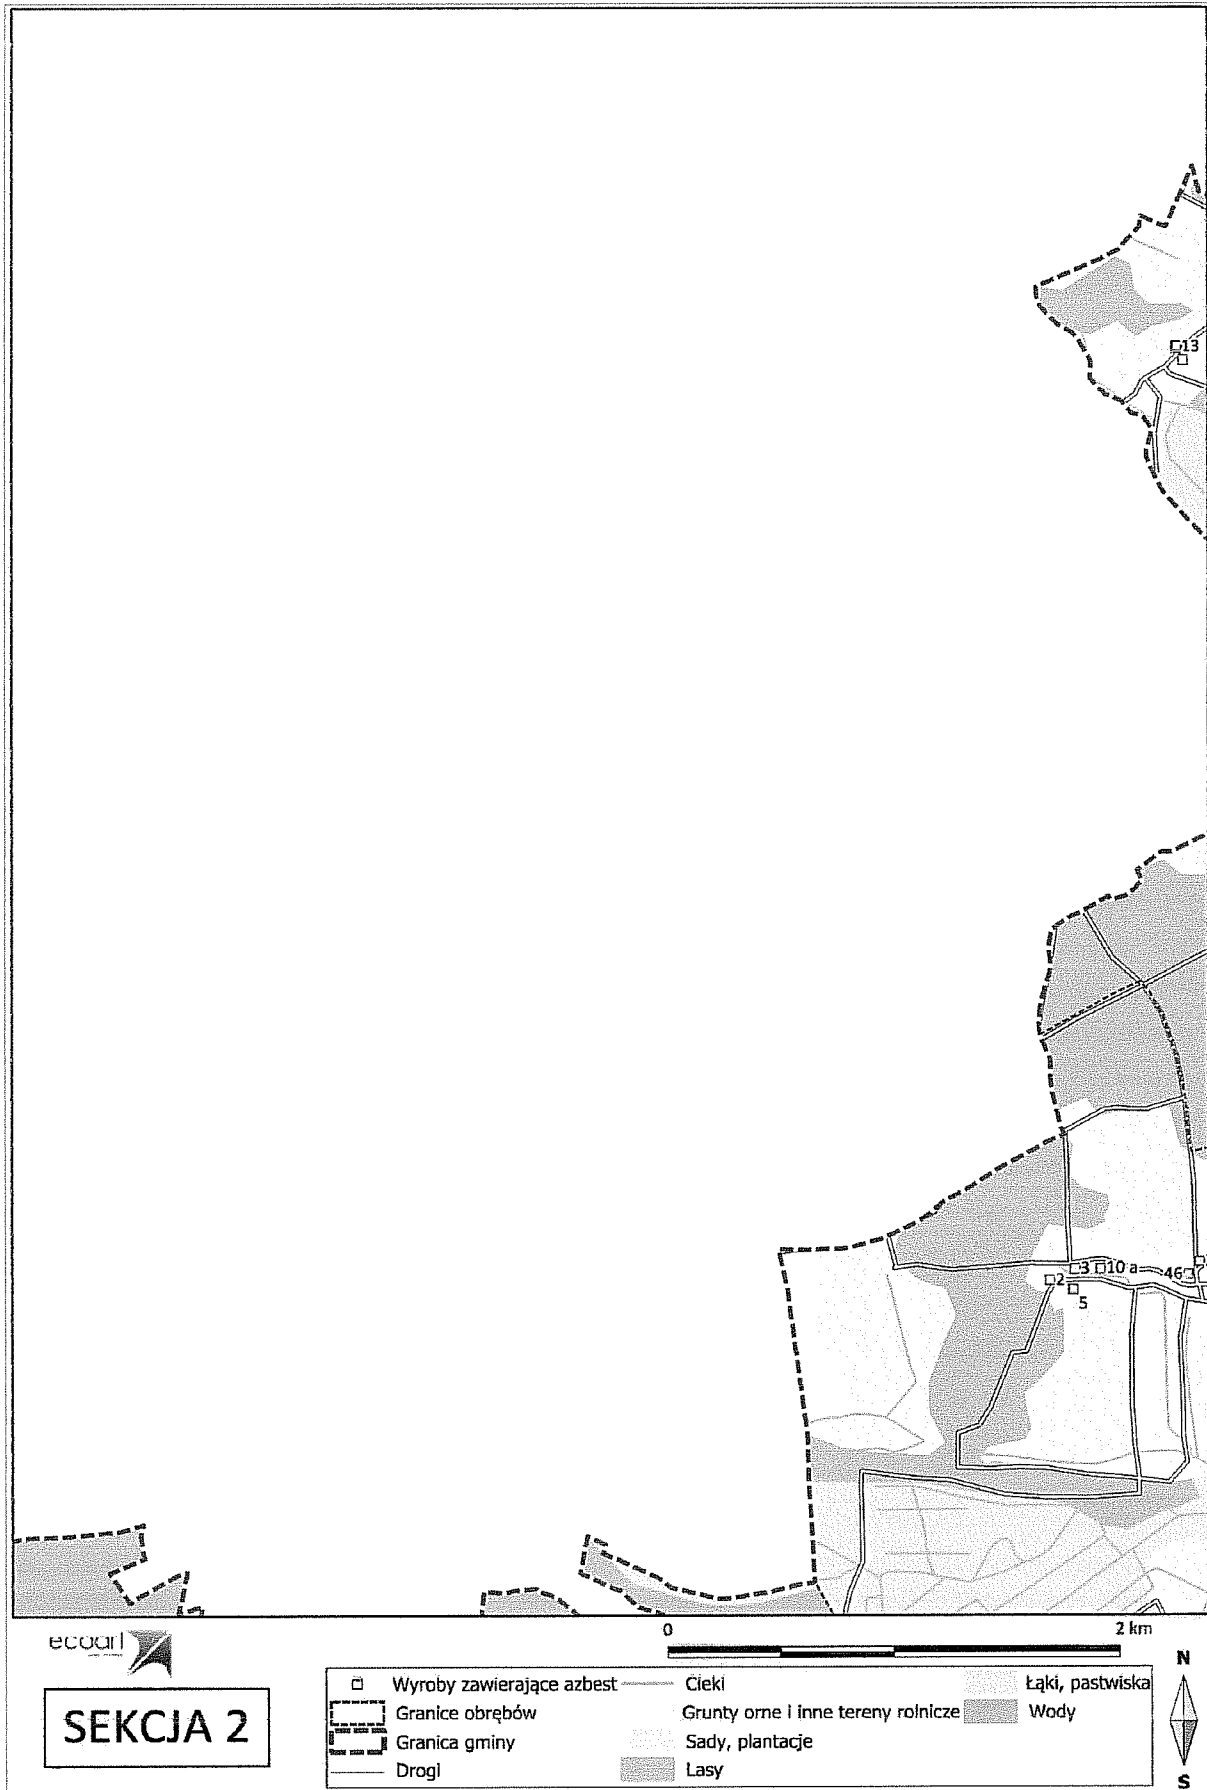 13
3
10 a
46
2
5
0
2 km
N
ecoari
Wyroby zawierające azbest
Cieki
Łąki, pastwiska
Granice obrębów
Grunty orne i inne tereny rolnicze
Wody
SEKCJA 2
Granica gminy
Sady, plantacje
Drogi
Lasy
S